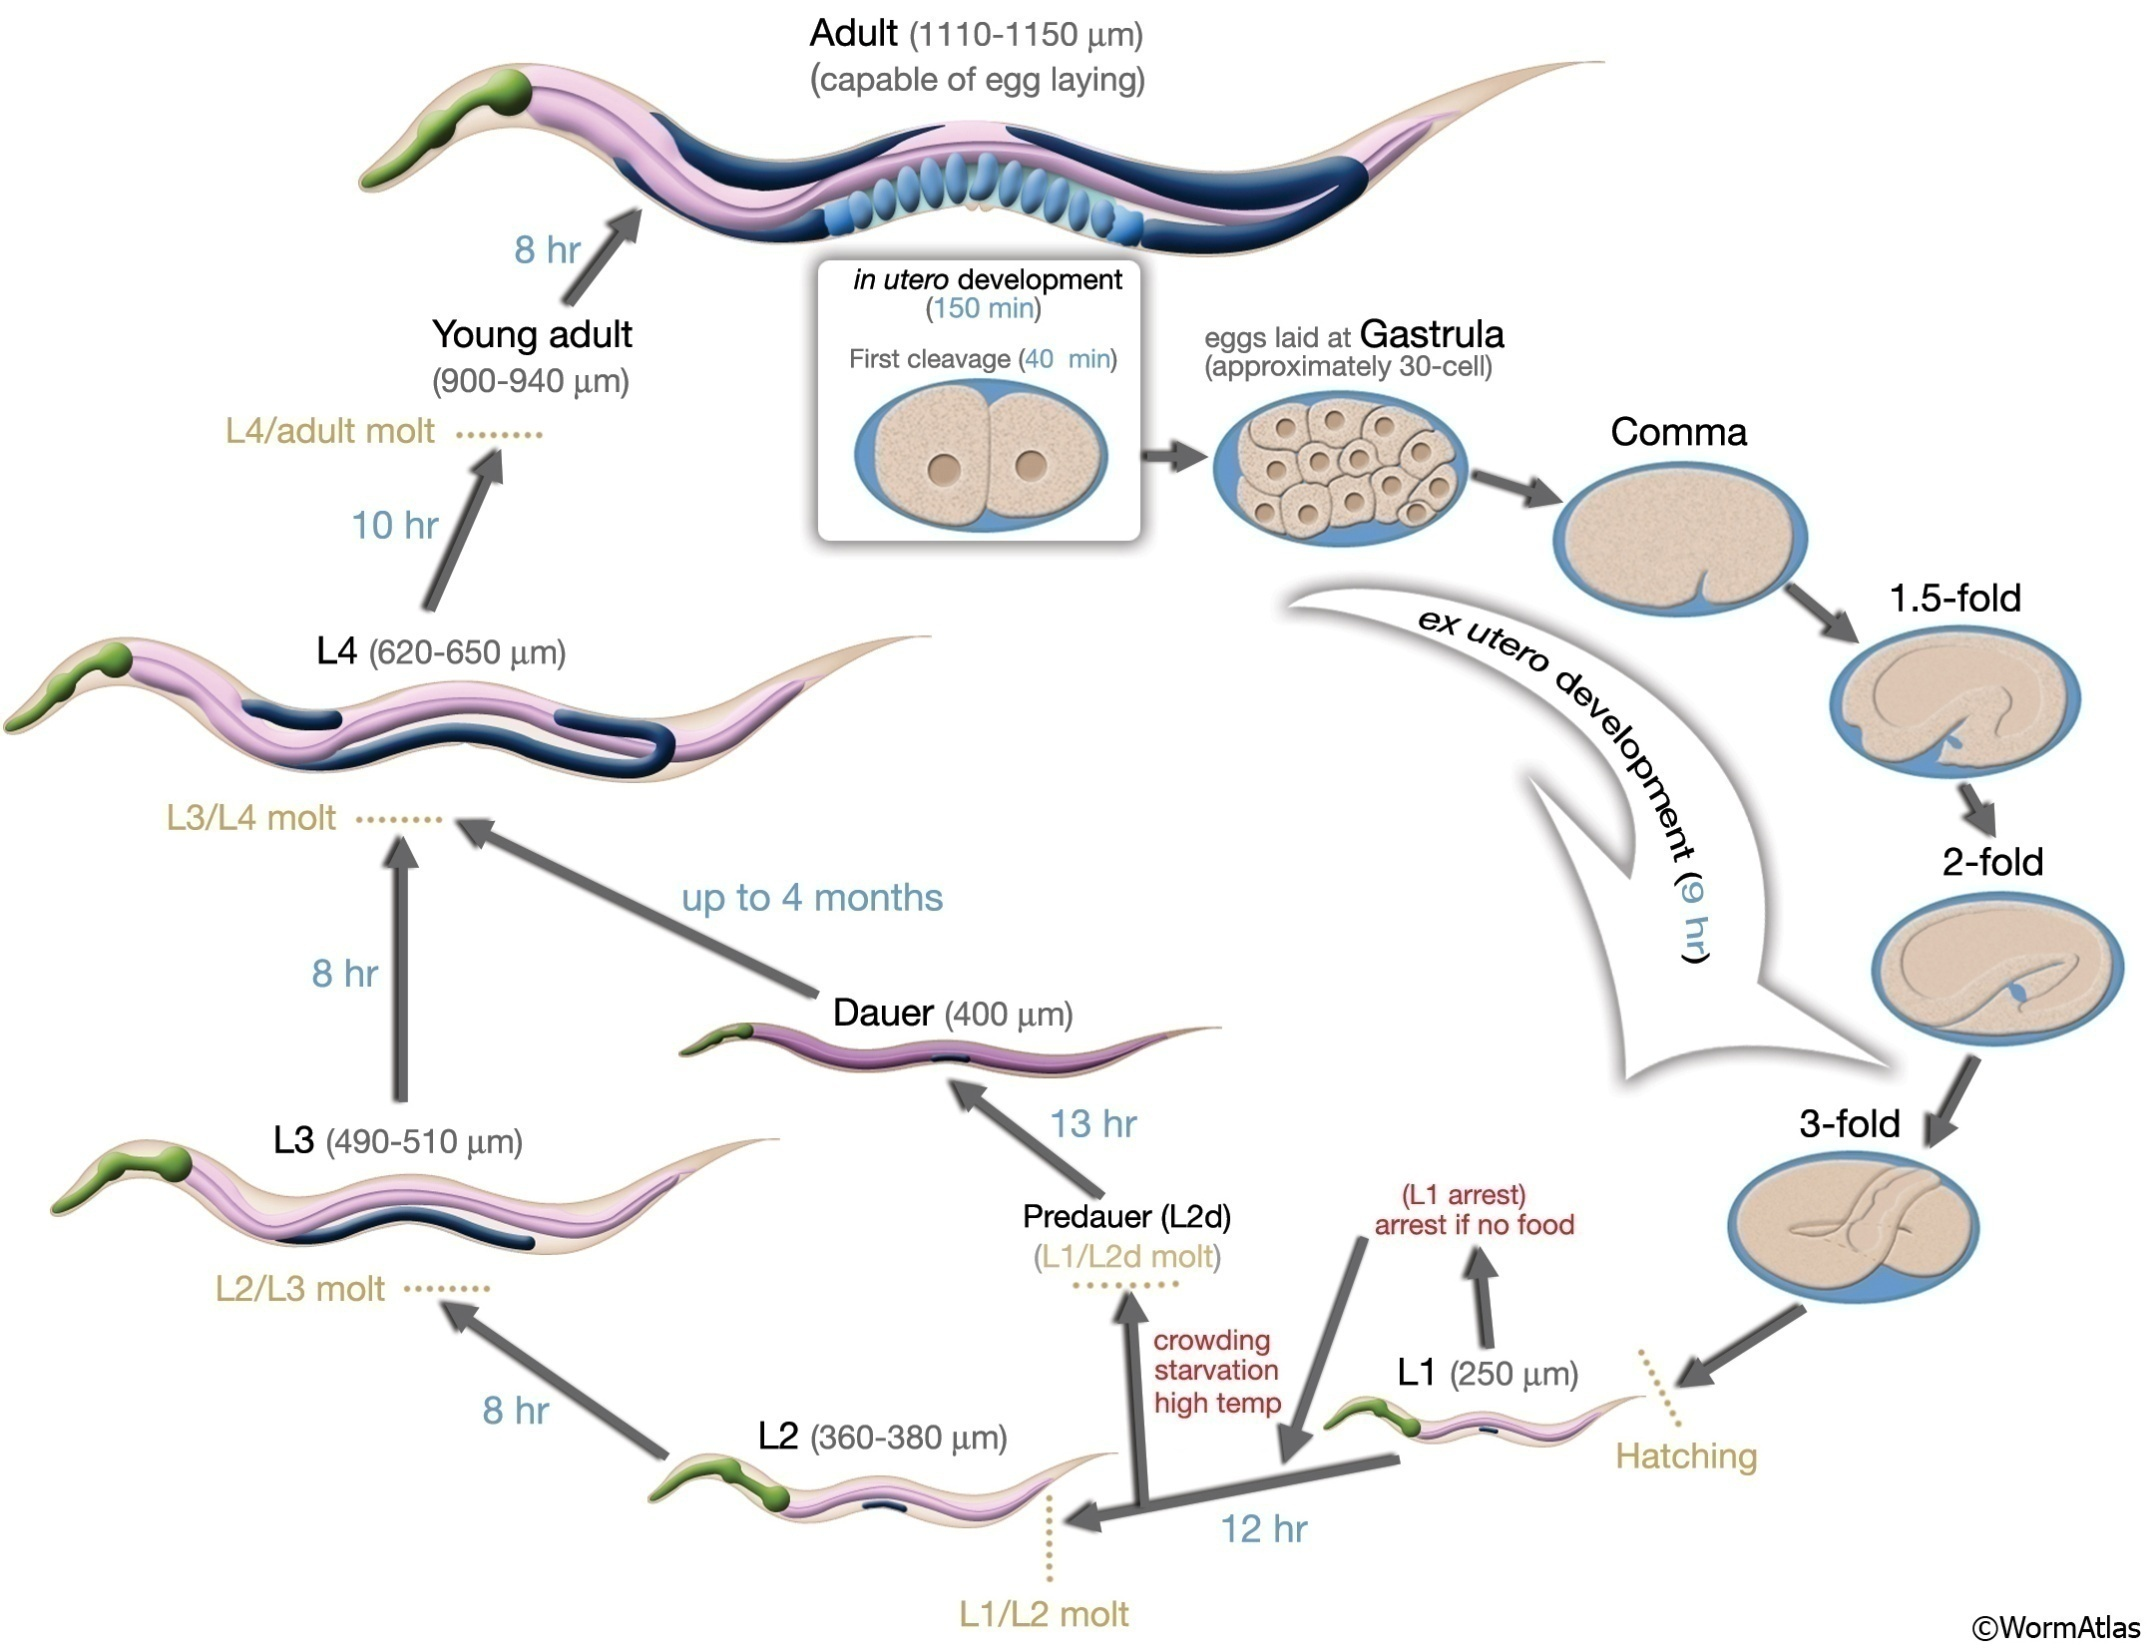 Adult (1110-1150 μm)
(capable of egg laying)
8 hr
in utero development
(150 min)
First cleavage (40 min)
eggs laid at Gastrula
(approximately 30-cell)
Young adult
(900-940 μm)
L4/adult molt
Comma
10 hr
1.5-fold
ex utero development (9 hr)
L4 (620-650 μm)
L3/L4 molt
2-fold
up to 4 months
8 hr
Dauer (400 μm)
13 hr
3-fold
L3 (490-510 μm)
(L1 arrest)
arrest if no food
Predauer (L2d)
(L1/L2d molt)
L2/L3 molt
crowding
starvation
high temp
L1 (250 μm)
8 hr
L2 (360-380 μm)
Hatching
12 hr
L1/L2 molt
©WormAtlas